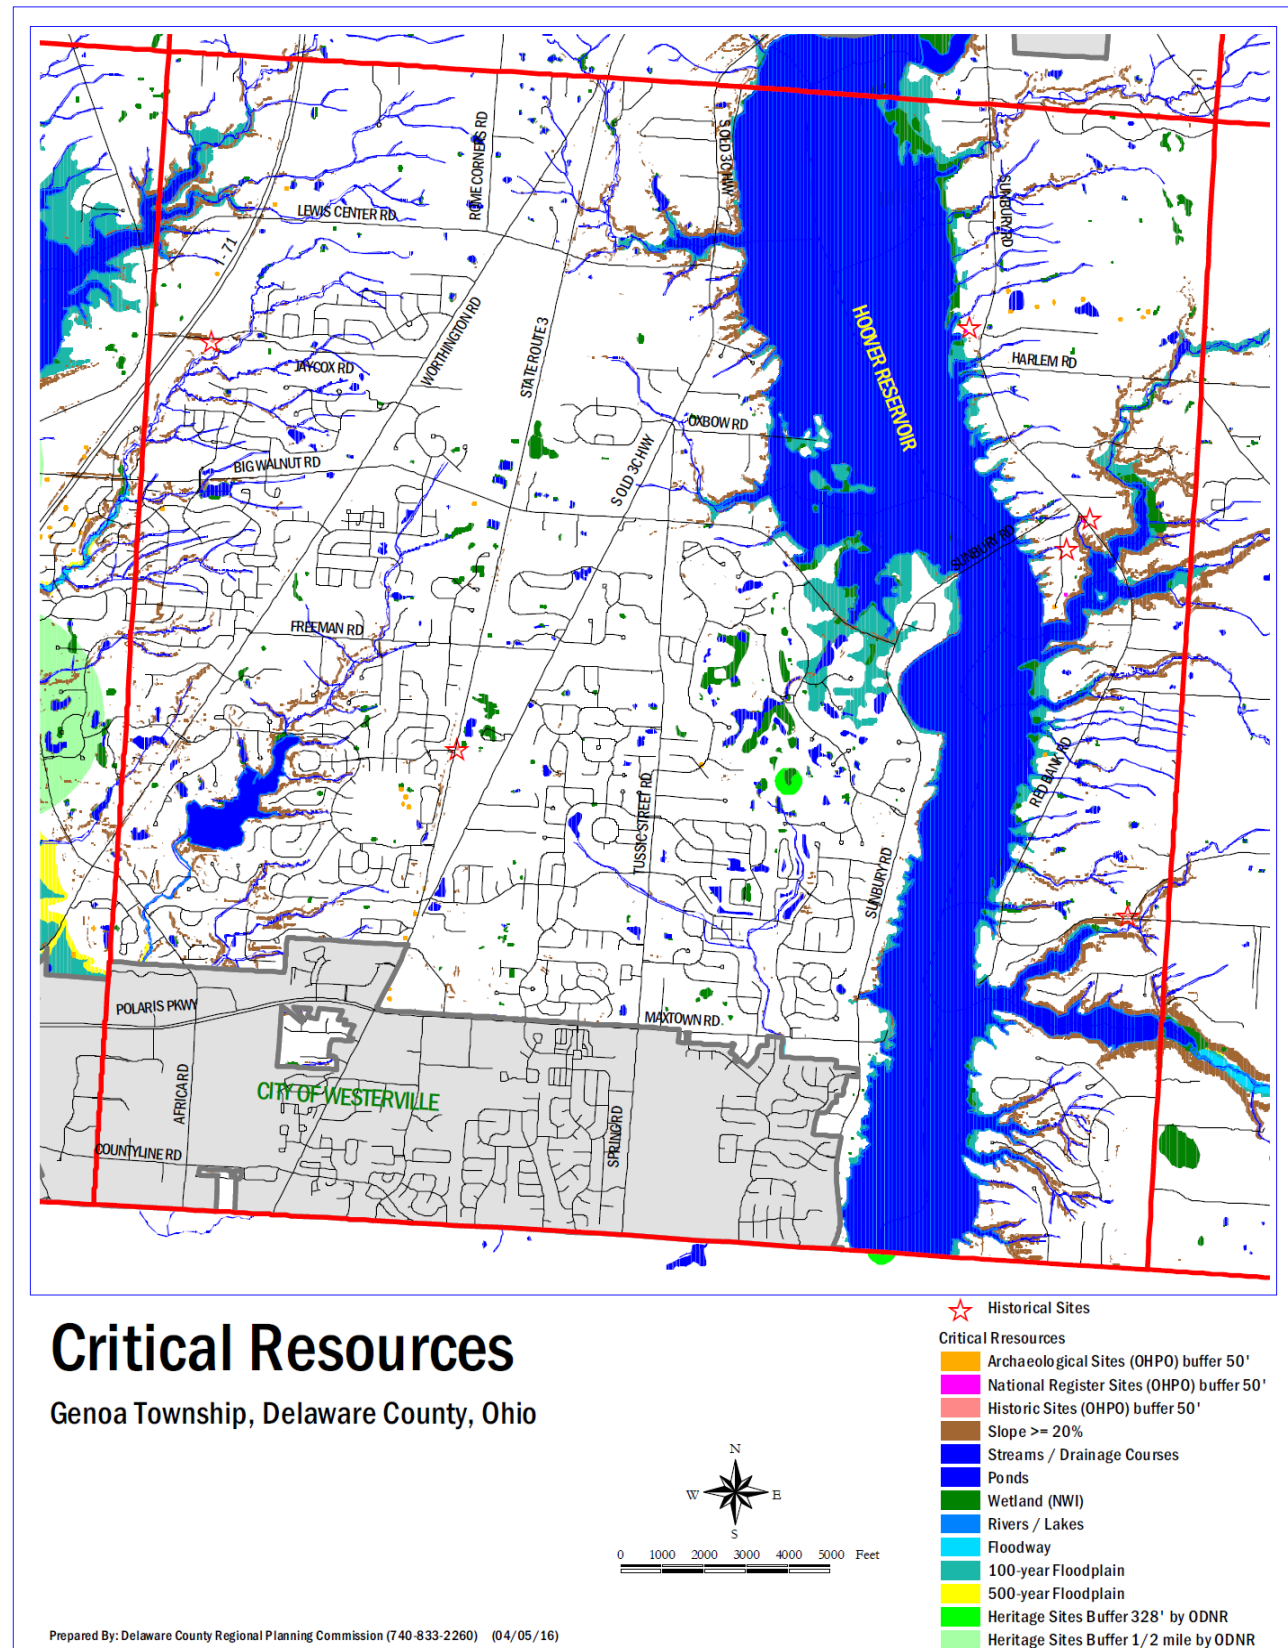 ROME CORNERS RD
S OLD 3C HWY
SUNBURY RD
LEWIS CENTER RD
I - 71
WORTHINGTON RD
STATE ROUTE 3
HOOVER RESERVOIR
HARLEM RD
JAYCOX RD
OXBOW RD
S OLD 3C HWY
BIG WALNUT RD
SUNBURY RD
FREEMAN RD
RED BANK RD
TUSSIC STREET RD
SUNBURY RD
POLARIS PKWY
MAXTOWN RD.
AFRICA RD
CITY OF WESTERVILLE
SPRING RD
COUNTYLINE RD
Critical Resources
Genoa Township, Delaware County, Ohio
N
W
E
S
0 1000 2000 3000 4000 5000 Feet
Historical Sites
Critical Rresources
Archaeological Sites (OHPO) buffer 50'
National Register Sites (OHPO) buffer 50'
Historic Sites (OHPO) buffer 50'
Slope >= 20%
Streams / Drainage Courses
Ponds
Wetland (NWI)
Rivers / Lakes
Floodway
100-year Floodplain
500-year Floodplain
Heritage Sites Buffer 328' by ODNR
Heritage Sites Buffer 1/2 mile by ODNR
Prepared By: Delaware County Regional Planning Commission (740-833-2260) (04/05/16)